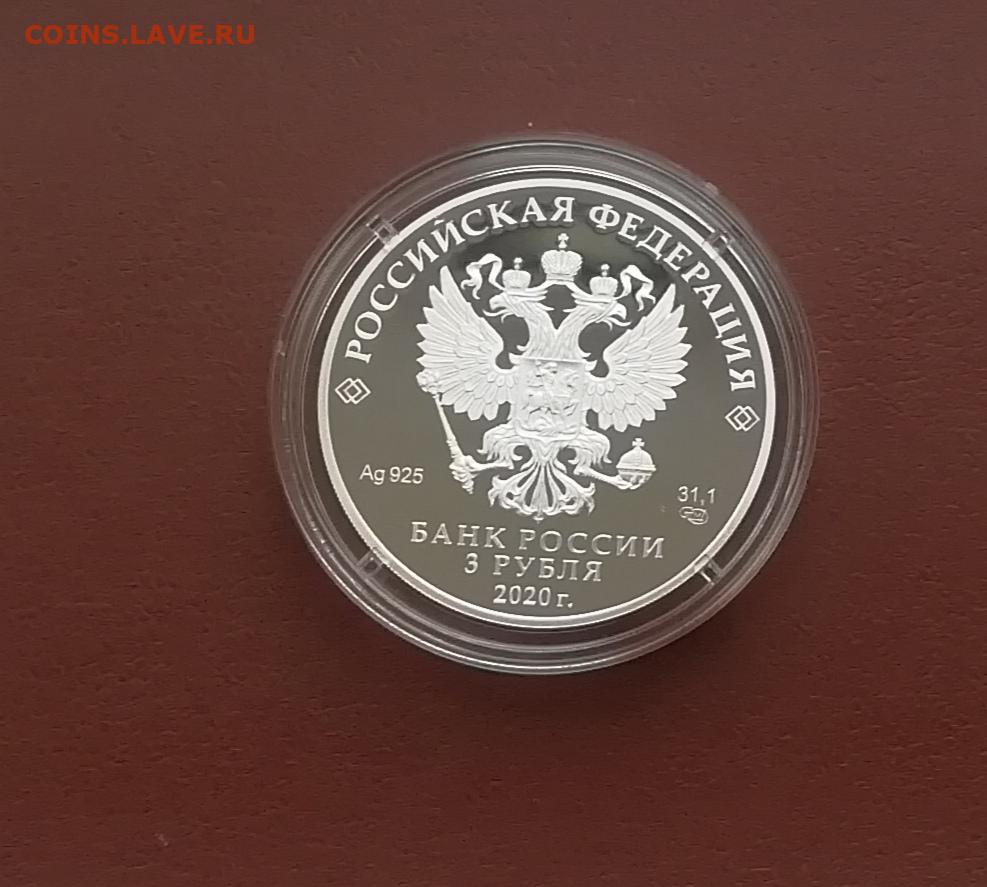 COINS.LAVE.RU
РОССИЙСКАЯ ФЕДЕРАЦИЯ
Ag 925
31,1
БАНК РОССИИ
3 РУБЛЯ
2020 г.